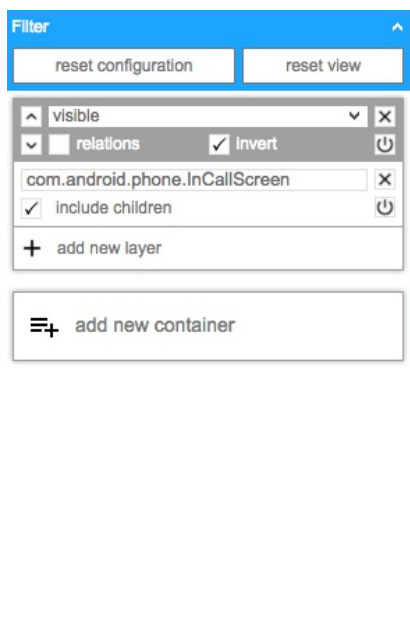 Filter
reset configuration reset view
visible
relations invert
com.android.phone.InCallScreen
include children
add new layer
add new container